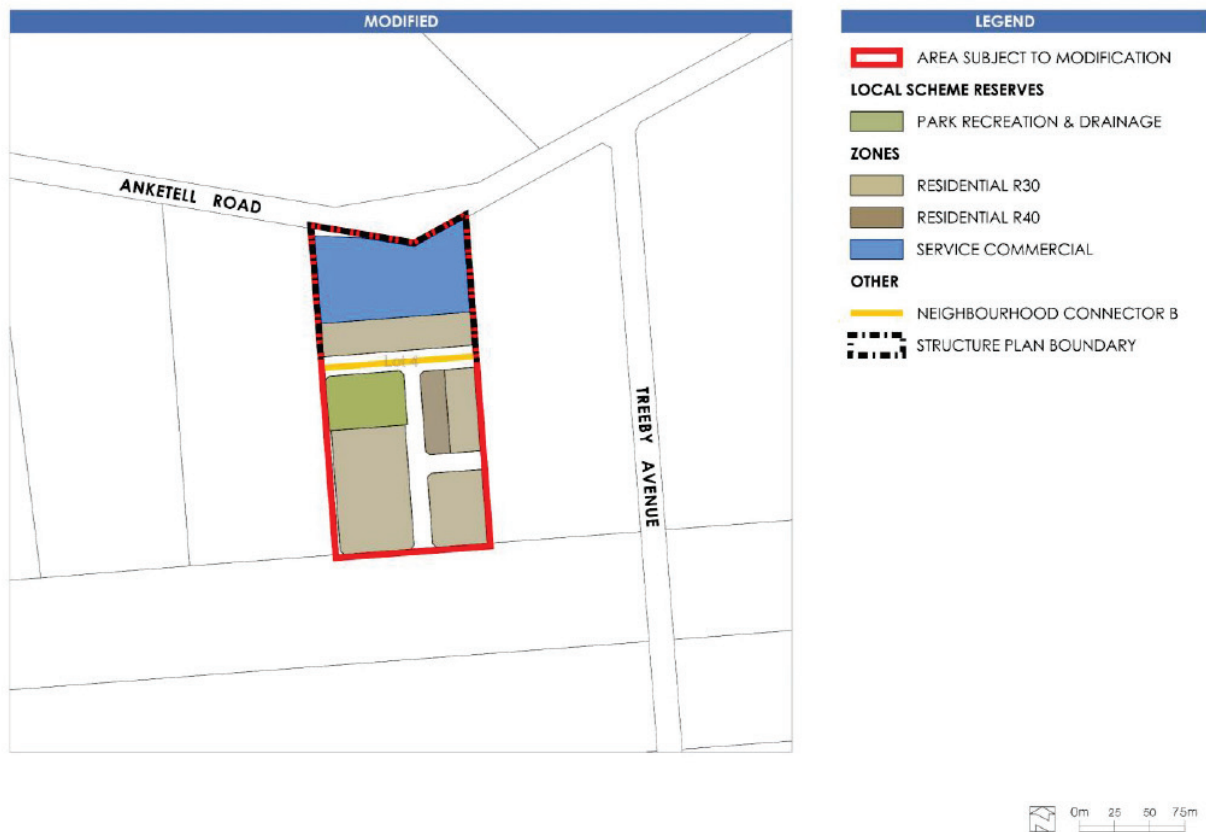 MODIFIED
ANKETELL ROAD
Lot 4
TREEBY AVENUE
LEGEND
AREA SUBJECT TO MODIFICATION
LOCAL SCHEME RESERVES
PARK RECREATION & DRAINAGE
ZONES
RESIDENTIAL R30
RESIDENTIAL R40
SERVICE COMMERCIAL
OTHER
NEIGHBOURHOOD CONNECTOR B
STRUCTURE PLAN BOUNDARY
N 0m 25 50 75m